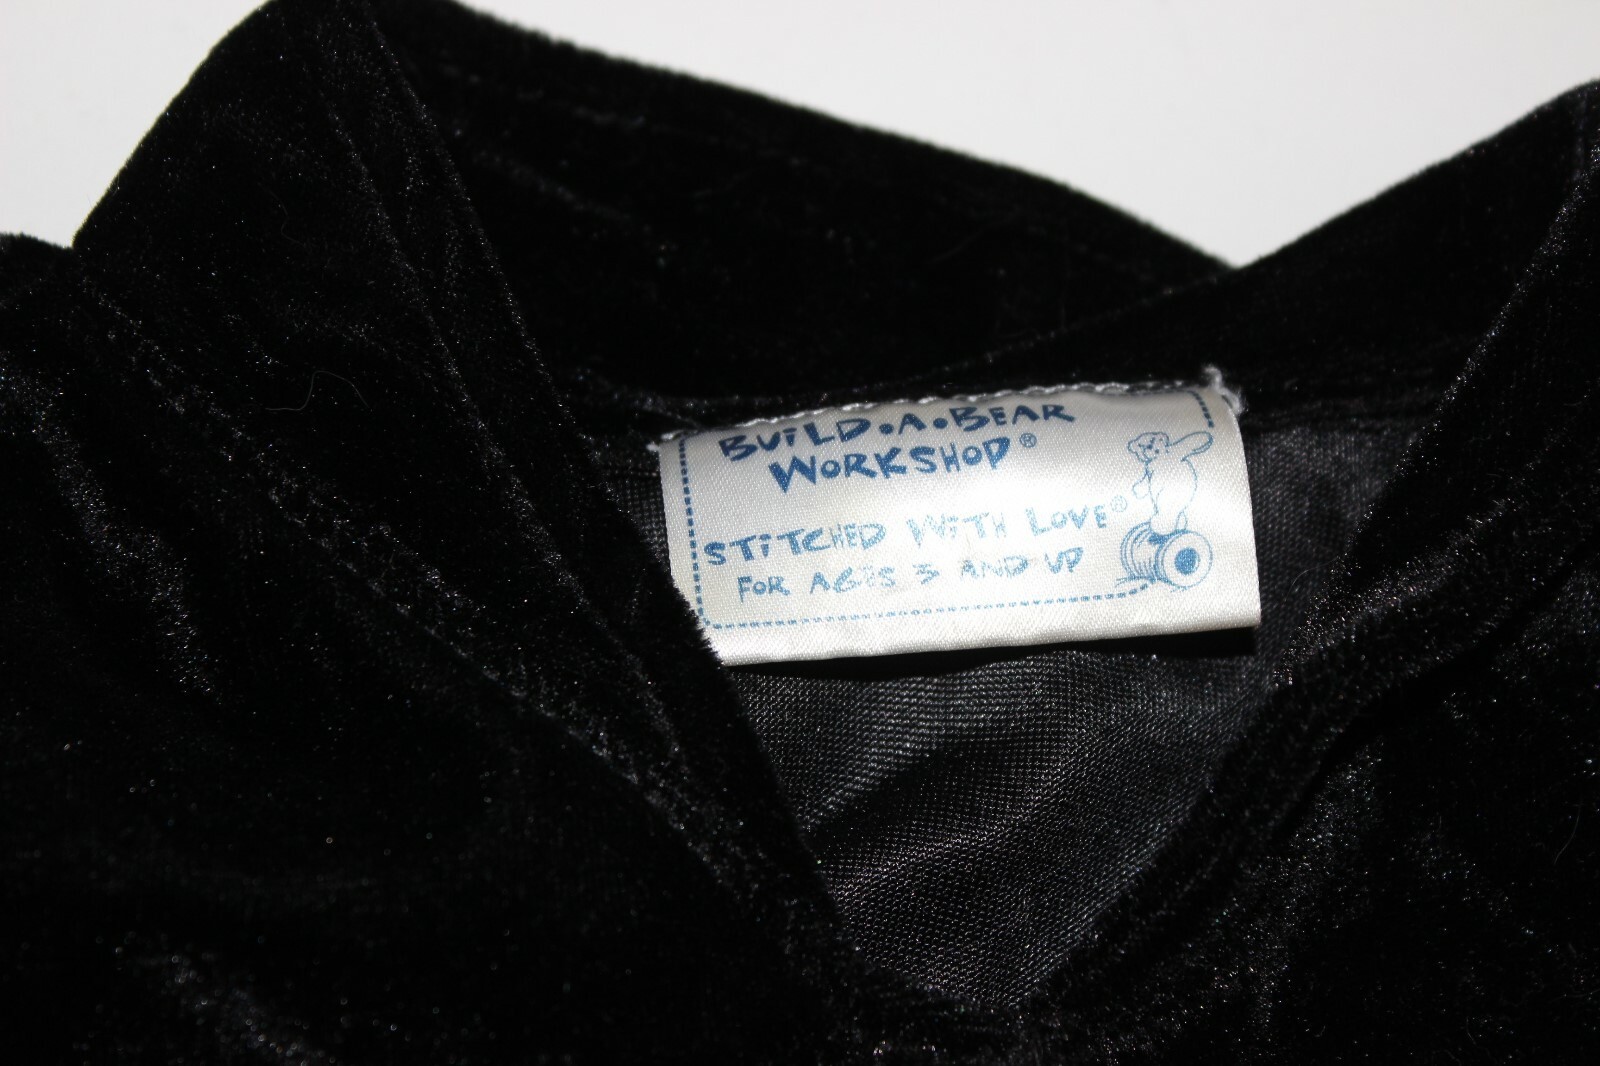 BUiLD•A•BEAR
WORKSHOP®
STiTCHED WiTH LOVE®
FOR AGES 3 AND UP